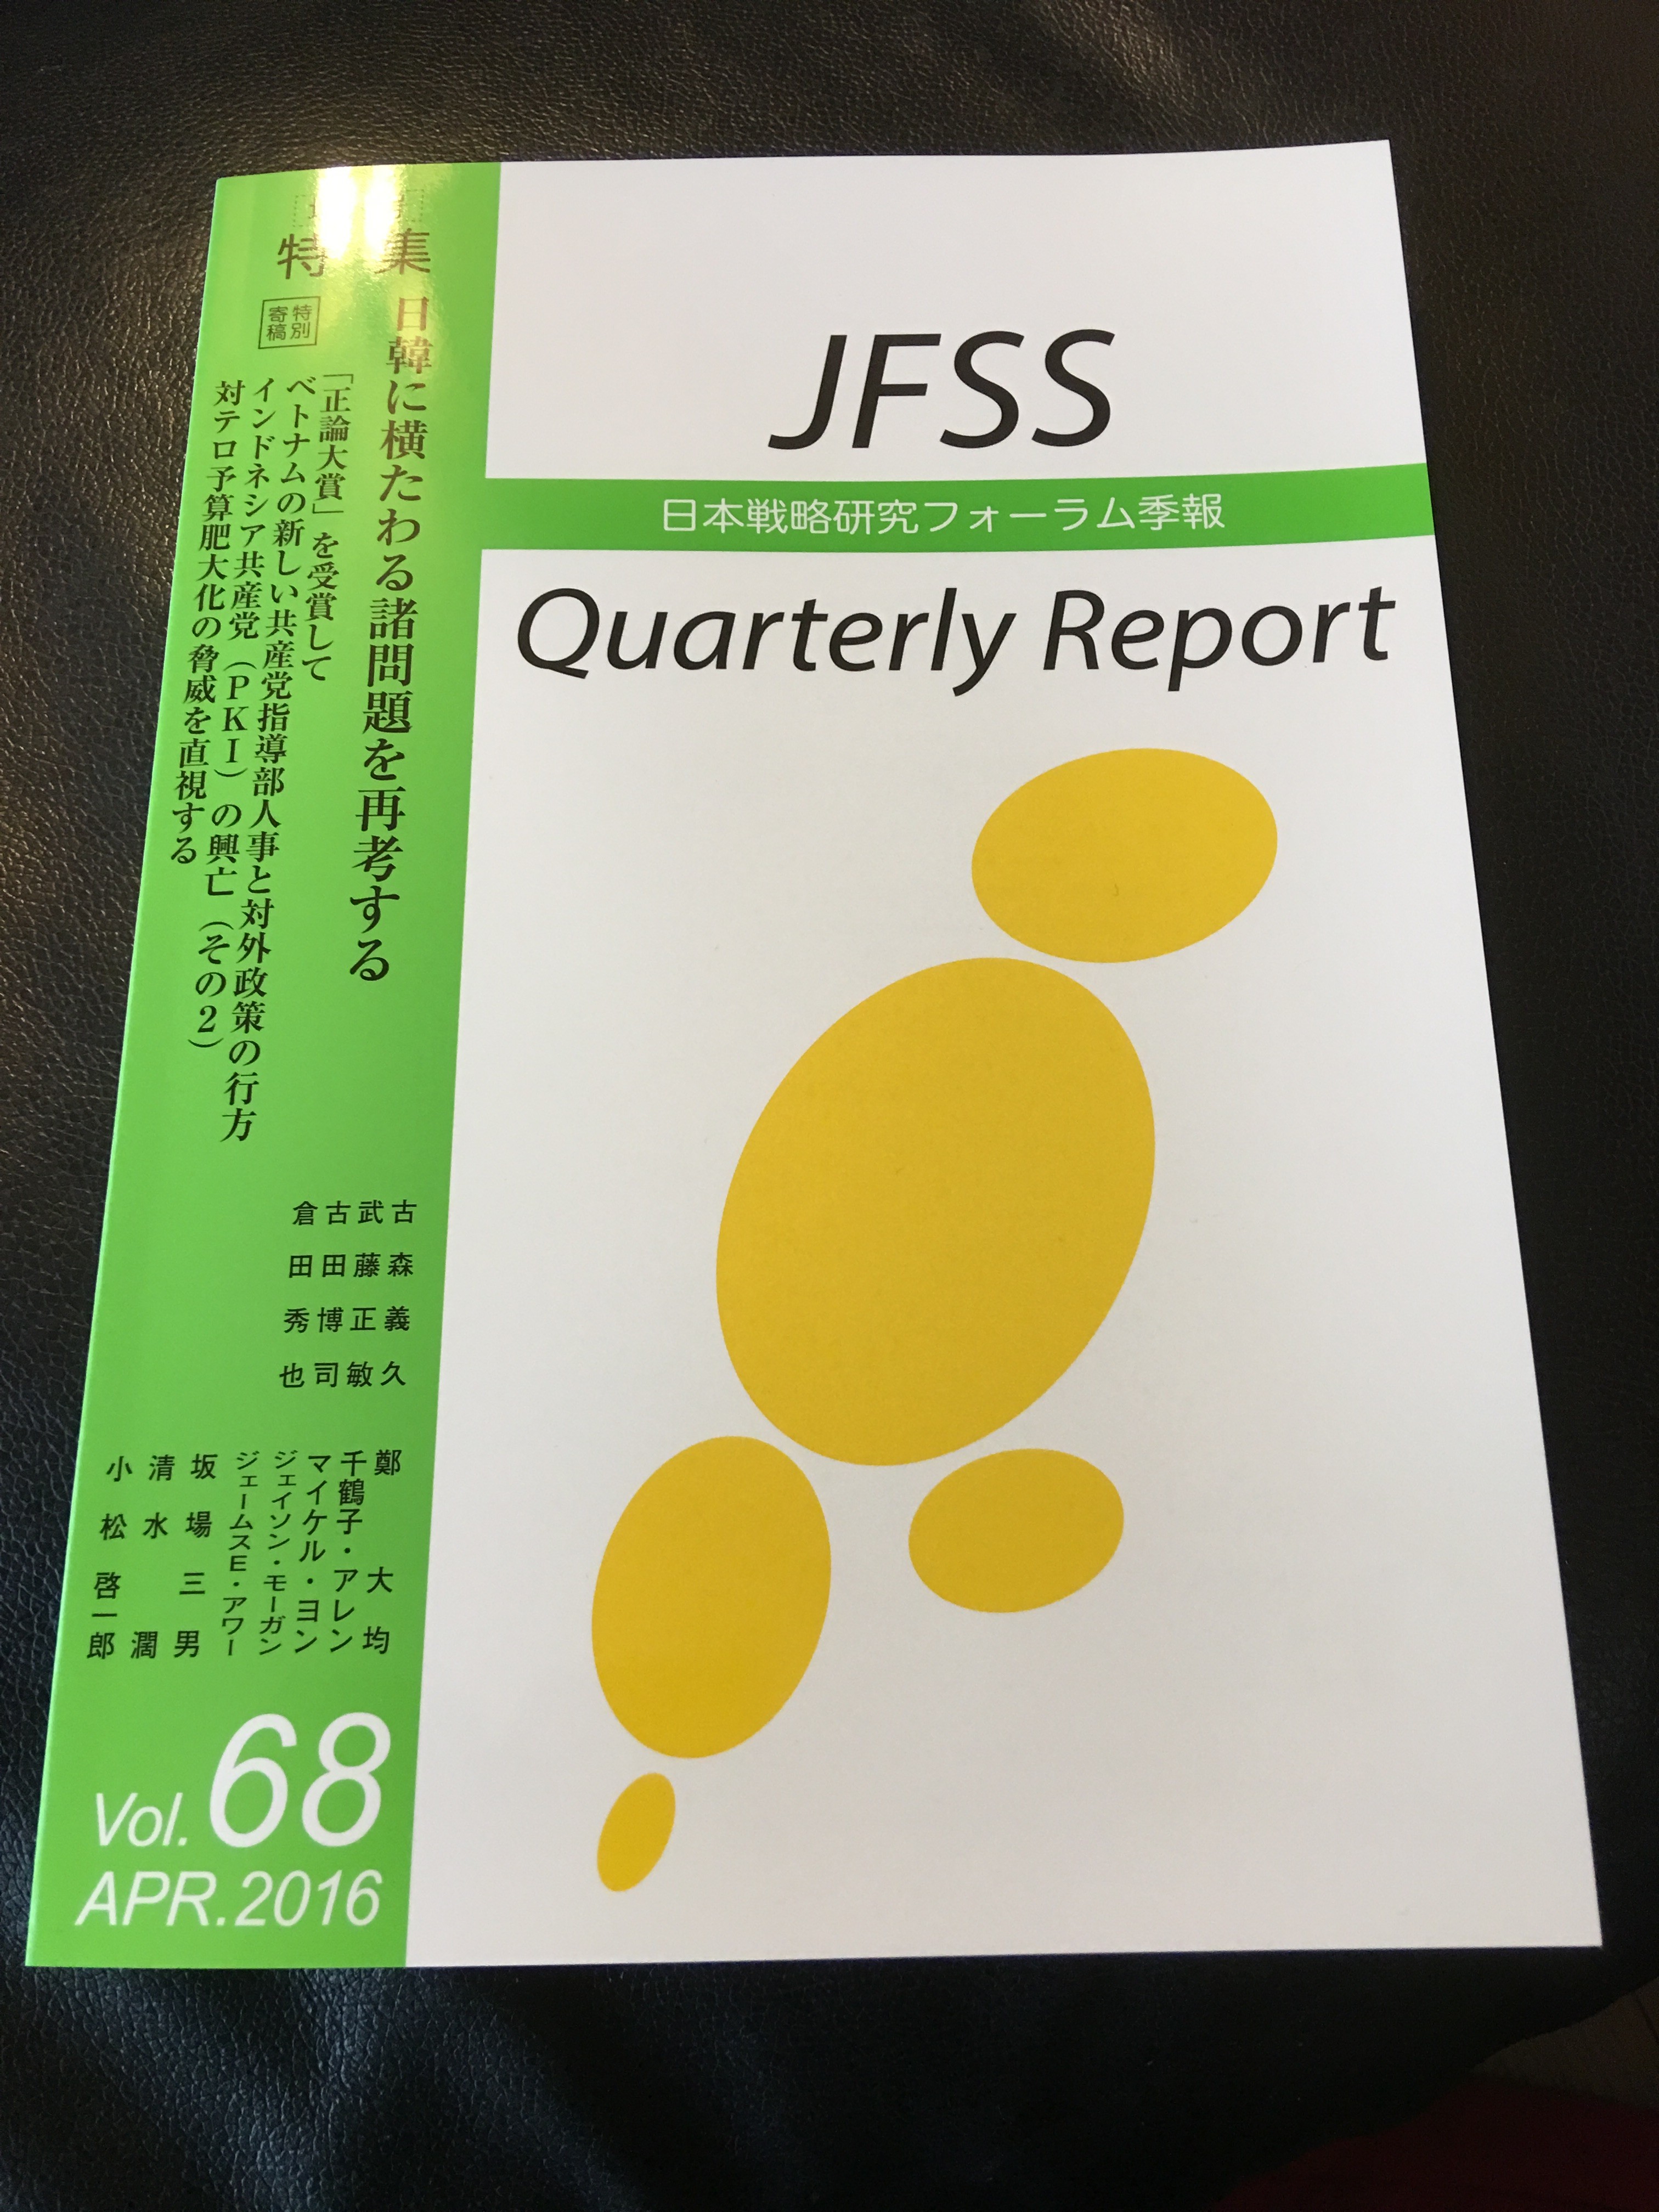 JFSS
日本戦略研究フォーラム季報
Quarterly Report
特集
日韓に横たわる諸問題を再考する
特別
寄稿
「正論大賞」を受賞して
ベトナムの新しい共産党指導部人事と対外政策の行方
インドネシア共産党（ＰＫＩ）の興亡（その２）
対テロ予算肥大化の脅威を直視する
古森義久
武藤正敏
古田博司
倉田秀也
鄭大均
千鶴子・アレン
マイケル・ヨン
ジェイソン・モーガン
ジェームスＥ・アワー
坂場三男
清水濶
小松啓一郎
Vol.68
APR.2016